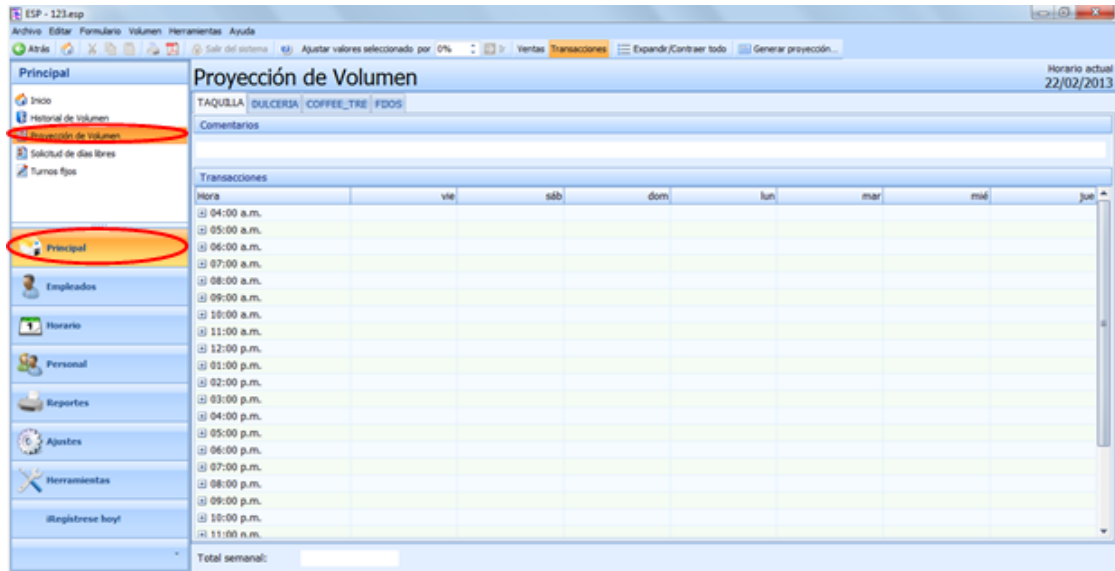 ESP - 123.esp
Archivo Editar Formulario Volumen Herramientas Ayuda
Atrás Salir del sistema Ajustar valores seleccionado por 0% Ir Ventas Transacciones Expandir/Contraer todo Generar proyección...
Principal
Proyección de Volumen
Horario actual
22/02/2013
Inicio
Historial de Volumen
Proyección de Volumen
Solicitud de días libres
Turnos fijos
TAQUILLA DULCERIA COFFEE_TRE FIDOS
Comentarios
Transacciones
Hora vie sáb dom lun mar mié jue
04:00 a.m.
05:00 a.m.
06:00 a.m.
07:00 a.m.
08:00 a.m.
09:00 a.m.
10:00 a.m.
11:00 a.m.
12:00 p.m.
01:00 p.m.
02:00 p.m.
03:00 p.m.
04:00 p.m.
05:00 p.m.
06:00 p.m.
07:00 p.m.
08:00 p.m.
09:00 p.m.
10:00 p.m.
11:00 p.m.
Principal
Empleados
1 Horario
Personal
Reportes
Ajustes
Herramientas
¡Regístrese hoy!
Total semanal: